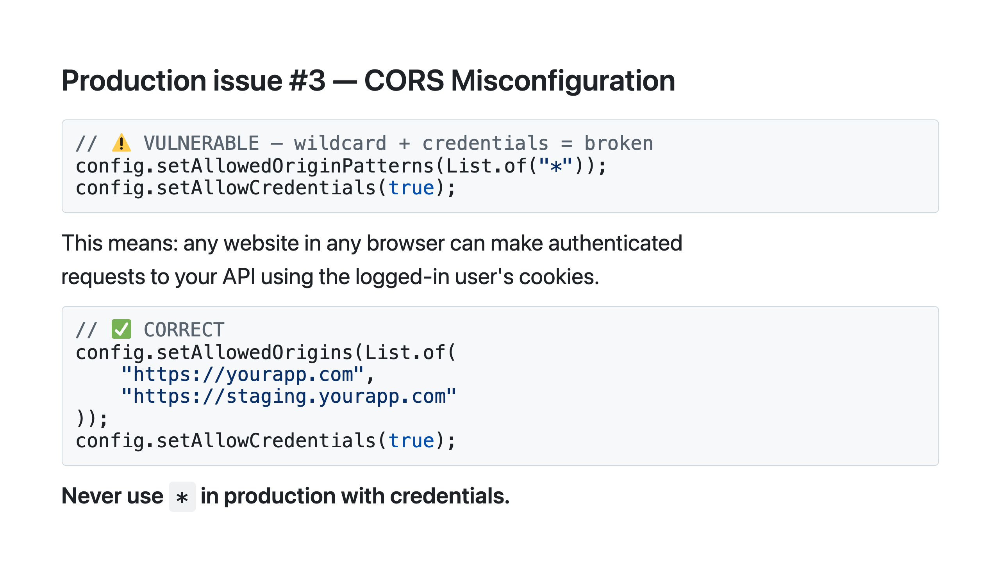 Production issue #3 — CORS Misconfiguration
// ⚠️ VULNERABLE — wildcard + credentials = broken
config.setAllowedOriginPatterns(List.of("*"));
config.setAllowCredentials(true);
This means: any website in any browser can make authenticated
requests to your API using the logged-in user's cookies.
// ✅ CORRECT
config.setAllowedOrigins(List.of(
    "https://yourapp.com",
    "https://staging.yourapp.com"
));
config.setAllowCredentials(true);
Never use * in production with credentials.